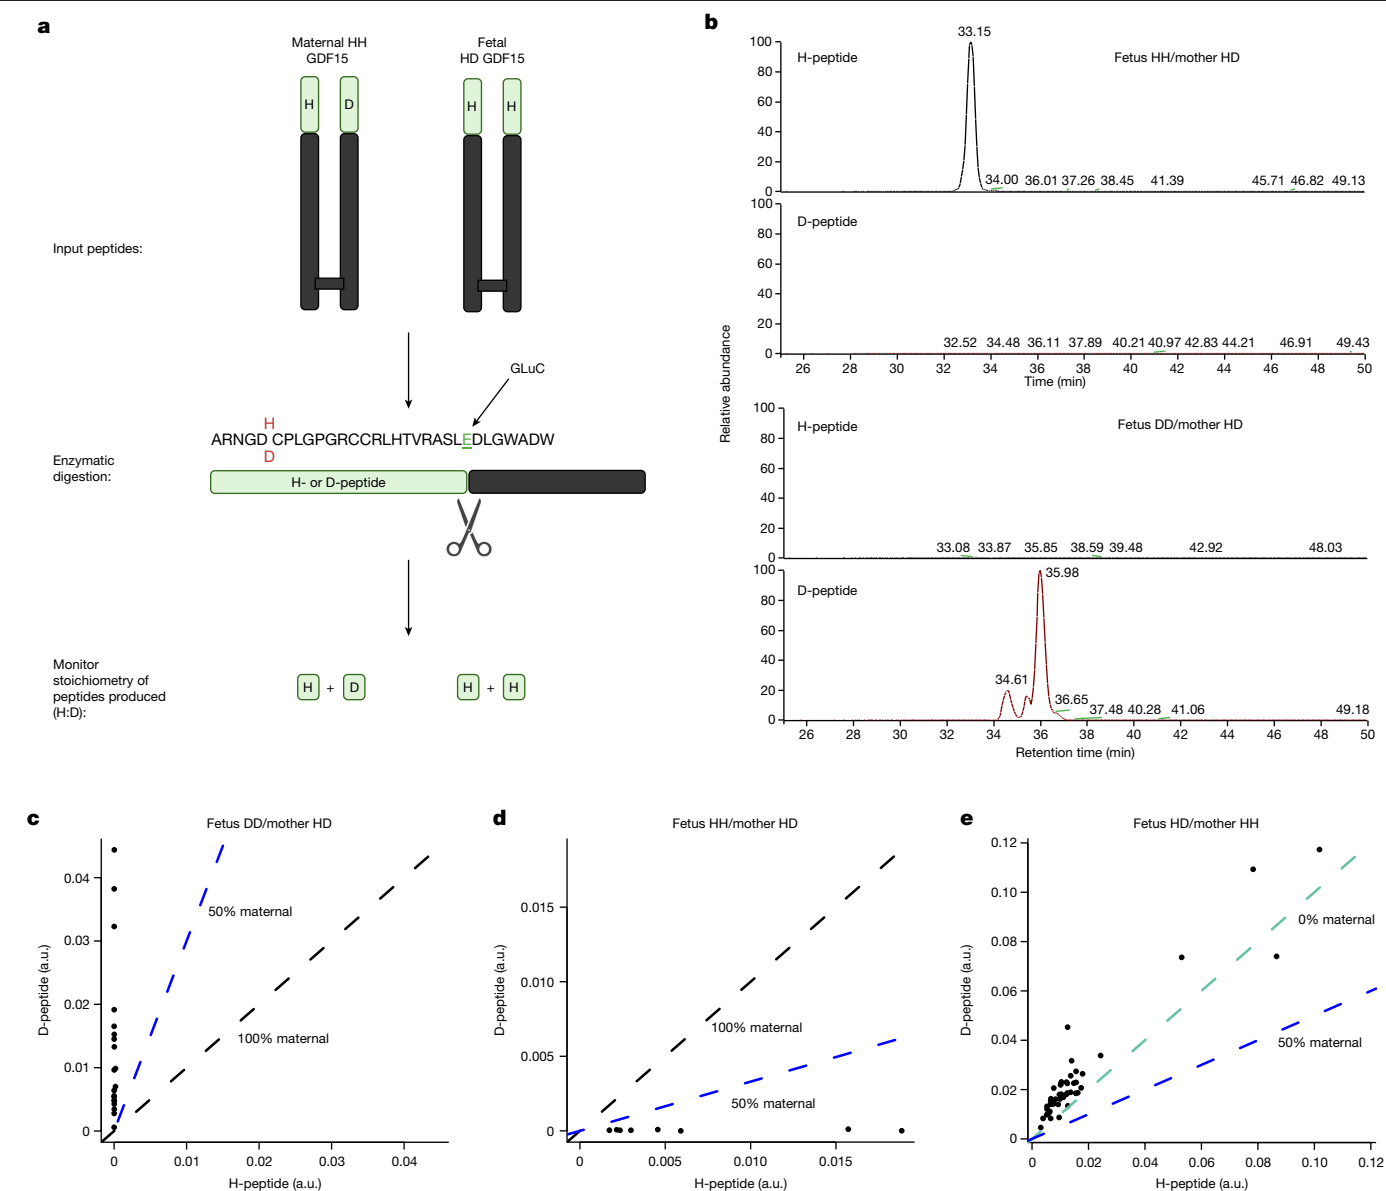 a
Maternal HH
GDF15
Fetal
HD GDF15
H
D
H
H
Input peptides:
GLuC
H
ARNGD CPLGPGRCCRLHTVRASLEDLGWADW
D
Enzymatic
digestion:
H- or D-peptide
Monitor
stoichiometry of
peptides produced
(H:D):
H + D
H + H
b
Relative abundance
33.15
H-peptide
Fetus HH/mother HD
100
80
60
40
20
0
34.00 36.01 37.26 38.45 41.39 45.71 46.82 49.13
D-peptide
100
80
60
40
20
0
32.52 34.48 36.11 37.89 40.21 40.97 42.83 44.21 46.91 49.43
26 28 30 32 34 36 38 40 42 44 46 48 50
Time (min)
H-peptide
Fetus DD/mother HD
100
80
60
40
20
0
33.08 33.87 35.85 38.59 39.48 42.92 48.03
35.98
D-peptide
100
80
60
40
20
0
34.61
36.65
37.48 40.28 41.06 49.18
26 28 30 32 34 36 38 40 42 44 46 48 50
Retention time (min)
c
Fetus DD/mother HD
D-peptide (a.u.)
0.04
0.03
0.02
0.01
0
50% maternal
100% maternal
0 0.01 0.02 0.03 0.04
H-peptide (a.u.)
d
Fetus HH/mother HD
D-peptide (a.u.)
0.015
0.010
0.005
0
100% maternal
50% maternal
0 0.005 0.010 0.015
H-peptide (a.u.)
e
Fetus HD/mother HH
D-peptide (a.u.)
0.12
0.10
0.08
0.06
0.04
0.02
0
0% maternal
50% maternal
0 0.02 0.04 0.06 0.08 0.10 0.12
H-peptide (a.u.)